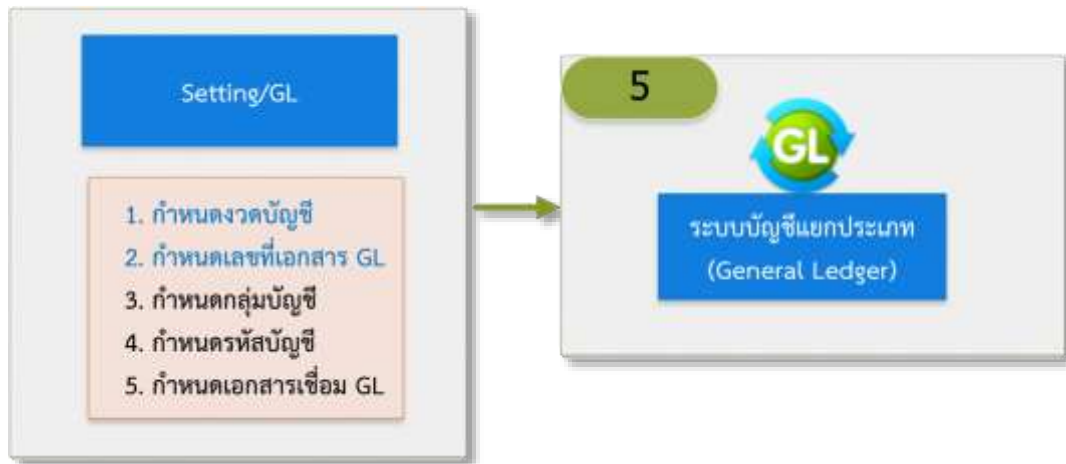 Setting/GL
1. กำหนดงวดบัญชี
2. กำหนดเลขที่เอกสาร GL
3. กำหนดกลุ่มบัญชี
4. กำหนดรหัสบัญชี
5. กำหนดเอกสารเชื่อม GL
5
GL
ระบบบัญชีแยกประเภท
(General Ledger)